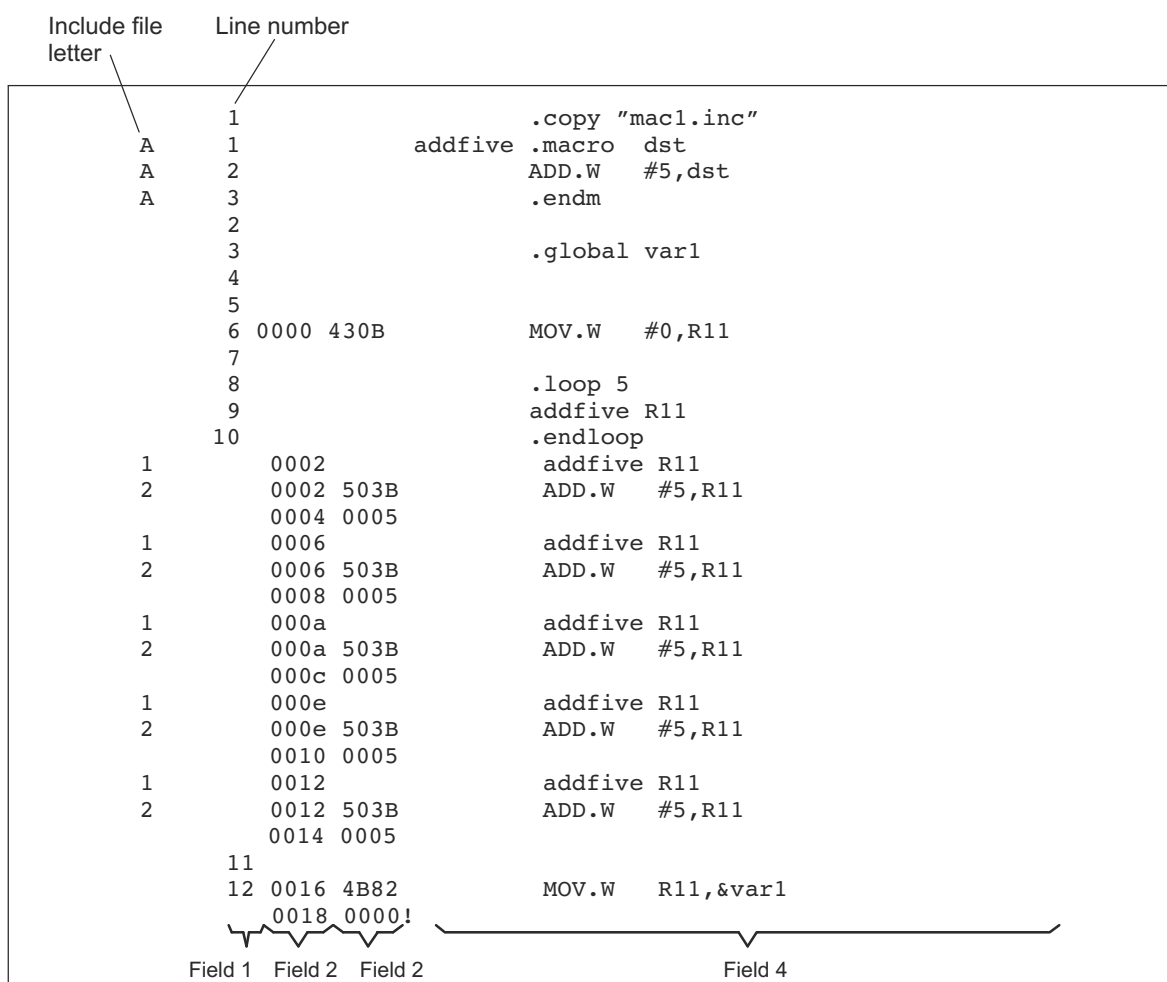 Include file letter
Line number
1 .copy ″mac1.inc″
A 1 addfive .macro dst
A 2 ADD.W #5,dst
A 3 .endm
2
3 .global var1
4
5
6 0000 430B MOV.W #0,R11
7
8 .loop 5
9 addfive R11
10 .endloop
1 0002 addfive R11
2 0002 503B ADD.W #5,R11
0004 0005
1 0006 addfive R11
2 0006 503B ADD.W #5,R11
0008 0005
1 000a addfive R11
2 000a 503B ADD.W #5,R11
000c 0005
1 000e addfive R11
2 000e 503B ADD.W #5,R11
0010 0005
1 0012 addfive R11
2 0012 503B ADD.W #5,R11
0014 0005
11
12 0016 4B82 MOV.W R11,&var1
0018 0000!
Field 1 Field 2 Field 2 Field 4